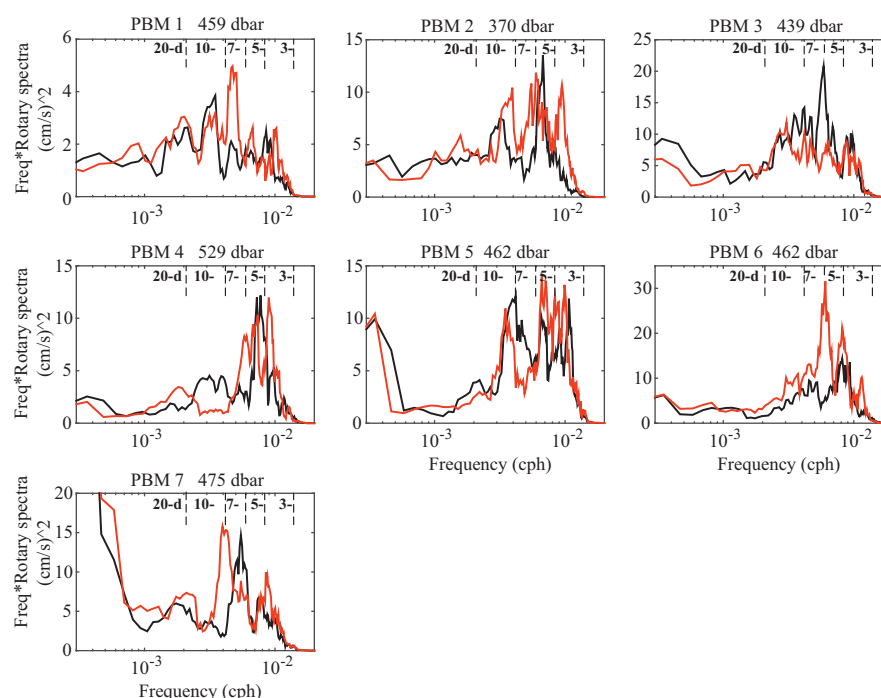 PBM 1 459 dbar
PBM 2 370 dbar
PBM 3 439 dbar
6
4
2
0
20-d 10- 7- 5- 3-
10^-3 10^-2
Freq*Rotary spectra
(cm/s)^2
15
10
5
0
20-d 10- 7- 5- 3-
10^-3 10^-2
25
20
15
10
5
0
20-d 10- 7- 5- 3-
10^-3 10^-2
PBM 4 529 dbar
PBM 5 462 dbar
PBM 6 462 dbar
15
10
5
0
20-d 10- 7- 5- 3-
10^-3 10^-2
Freq*Rotary spectra
(cm/s)^2
15
10
5
0
20-d 10- 7- 5- 3-
10^-3 10^-2
Frequency (cph)
30
20
10
0
20-d 10- 7- 5- 3-
10^-3 10^-2
Frequency (cph)
PBM 7 475 dbar
20
15
10
5
0
20-d 10- 7- 5- 3-
10^-3 10^-2
Freq*Rotary spectra
(cm/s)^2
Frequency (cph)